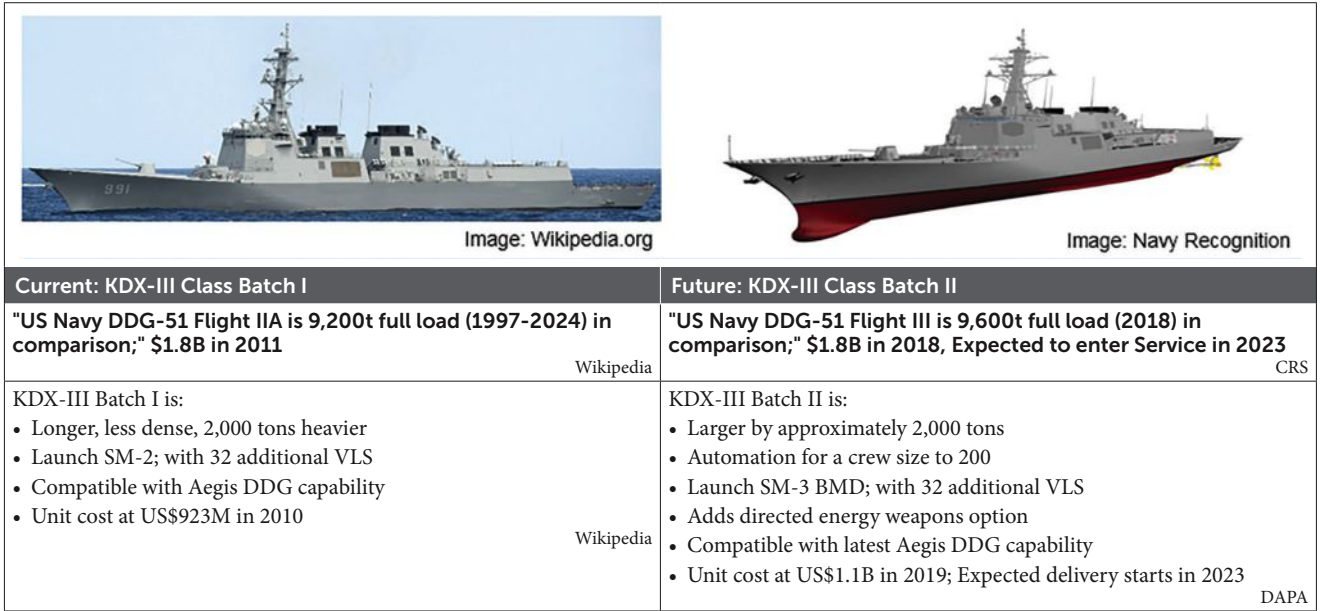 991
Image: Wikipedia.org
Image: Navy Recognition
Current: KDX-III Class Batch I
Future: KDX-III Class Batch II
"US Navy DDG-51 Flight IIA is 9,200t full load (1997-2024) in
comparison;" $1.8B in 2011
Wikipedia
"US Navy DDG-51 Flight III is 9,600t full load (2018) in
comparison;" $1.8B in 2018, Expected to enter Service in 2023
CRS
KDX-III Batch I is:
• Longer, less dense, 2,000 tons heavier
• Launch SM-2; with 32 additional VLS
• Compatible with Aegis DDG capability
• Unit cost at US$923M in 2010
Wikipedia
KDX-III Batch II is:
• Larger by approximately 2,000 tons
• Automation for a crew size to 200
• Launch SM-3 BMD; with 32 additional VLS
• Adds directed energy weapons option
• Compatible with latest Aegis DDG capability
• Unit cost at US$1.1B in 2019; Expected delivery starts in 2023
DAPA